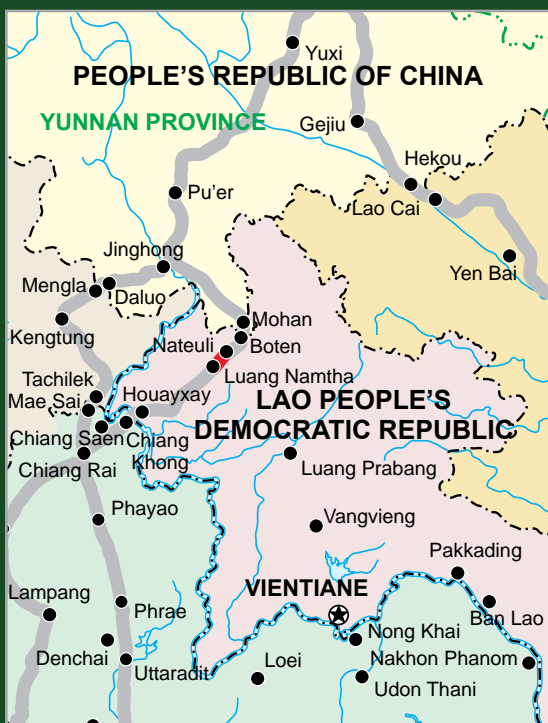 Yuxi
PEOPLE'S REPUBLIC OF CHINA
YUNNAN PROVINCE
Gejiu
Hekou
Pu'er
Lao Cai
Jinghong
Yen Bai
Mengla
Daluo
Mohan
Kengtung
Nateuli
Boten
Luang Namtha
Tachilek
Houayxay
Mae Sai
LAO PEOPLE'S
DEMOCRATIC REPUBLIC
Chiang Saen
Chiang
Khong
Chiang Rai
Luang Prabang
Phayao
Vangvieng
Pakkading
Lampang
VIENTIANE
Phrae
Ban Lao
Nong Khai
Denchai
Nakhon Phanom
Uttaradit
Loei
Udon Thani